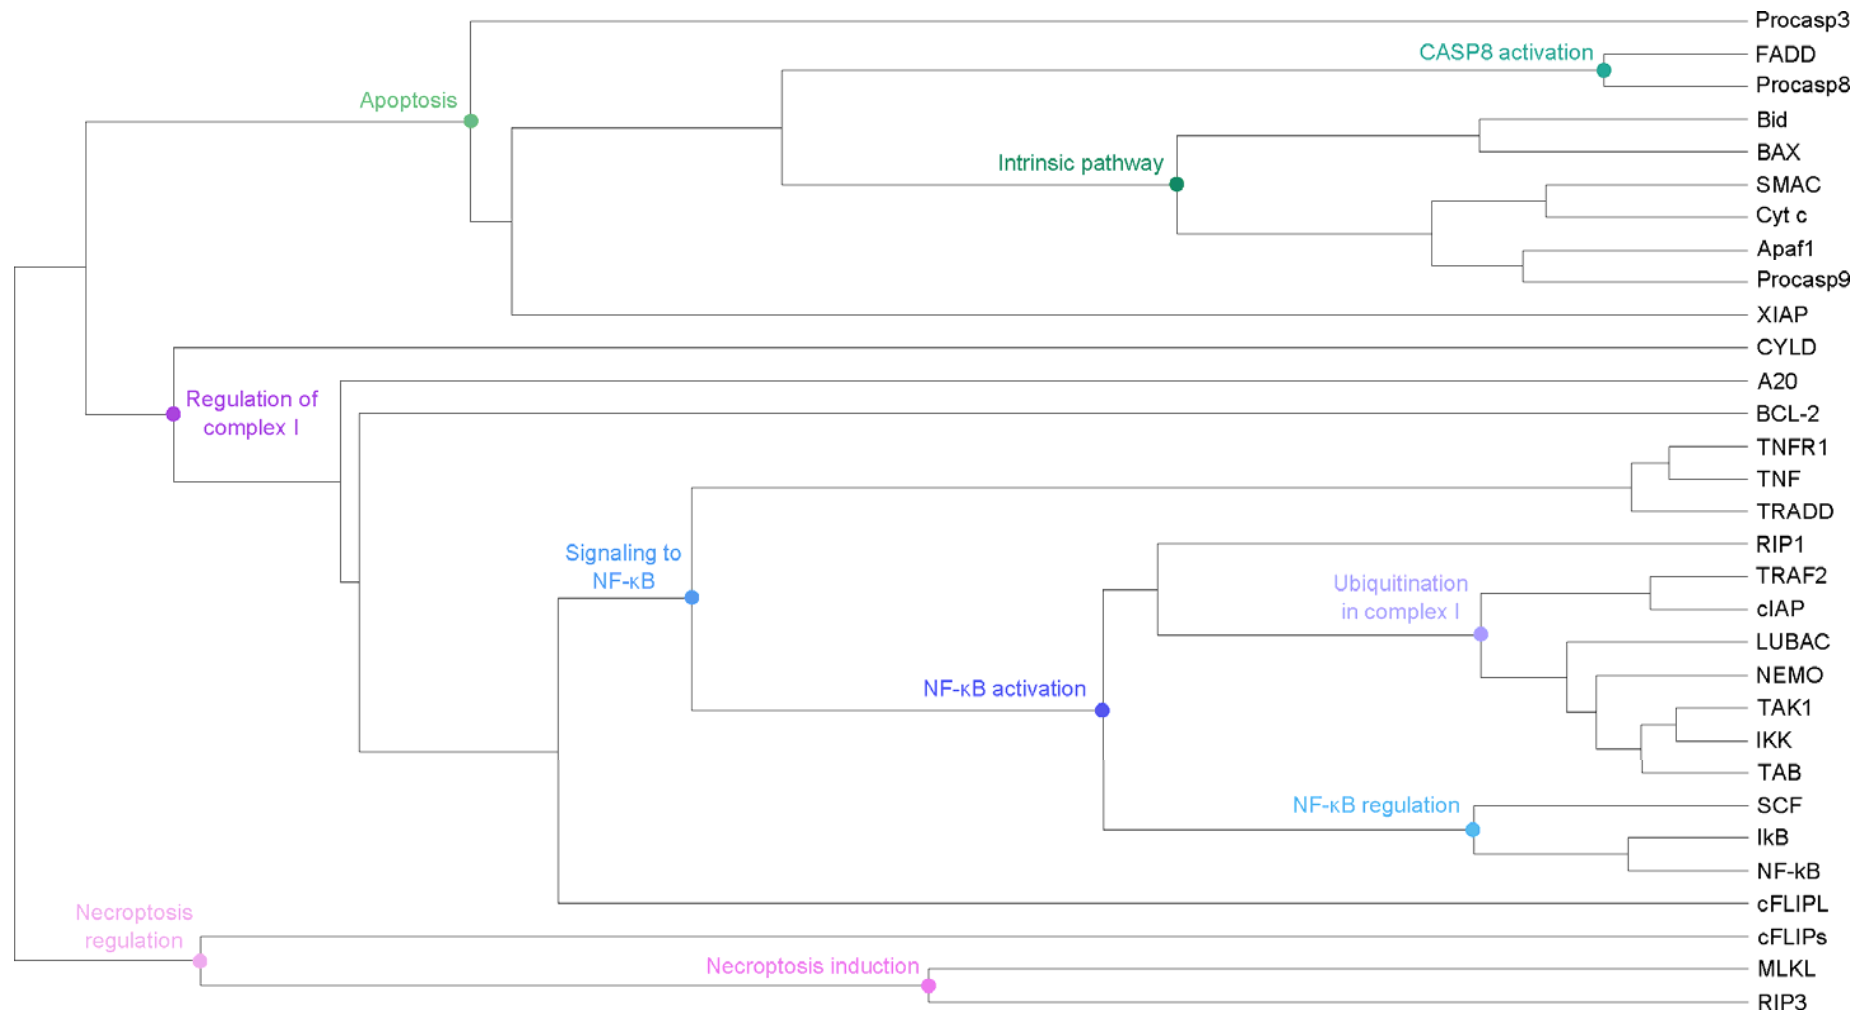 Procasp3
CASP8 activation
FADD
Procasp8
Apoptosis
Bid
BAX
Intrinsic pathway
SMAC
Cyt c
Apaf1
Procasp9
XIAP
CYLD
A20
Regulation of
complex I
BCL-2
TNFR1
TNF
TRADD
RIP1
Signaling to
NF-κB
TRAF2
Ubiquitination
in complex I
cIAP
LUBAC
NEMO
NF-κB activation
TAK1
IKK
TAB
NF-κB regulation
SCF
IkB
NF-kB
cFLIPL
Necroptosis
regulation
cFLIPs
Necroptosis induction
MLKL
RIP3